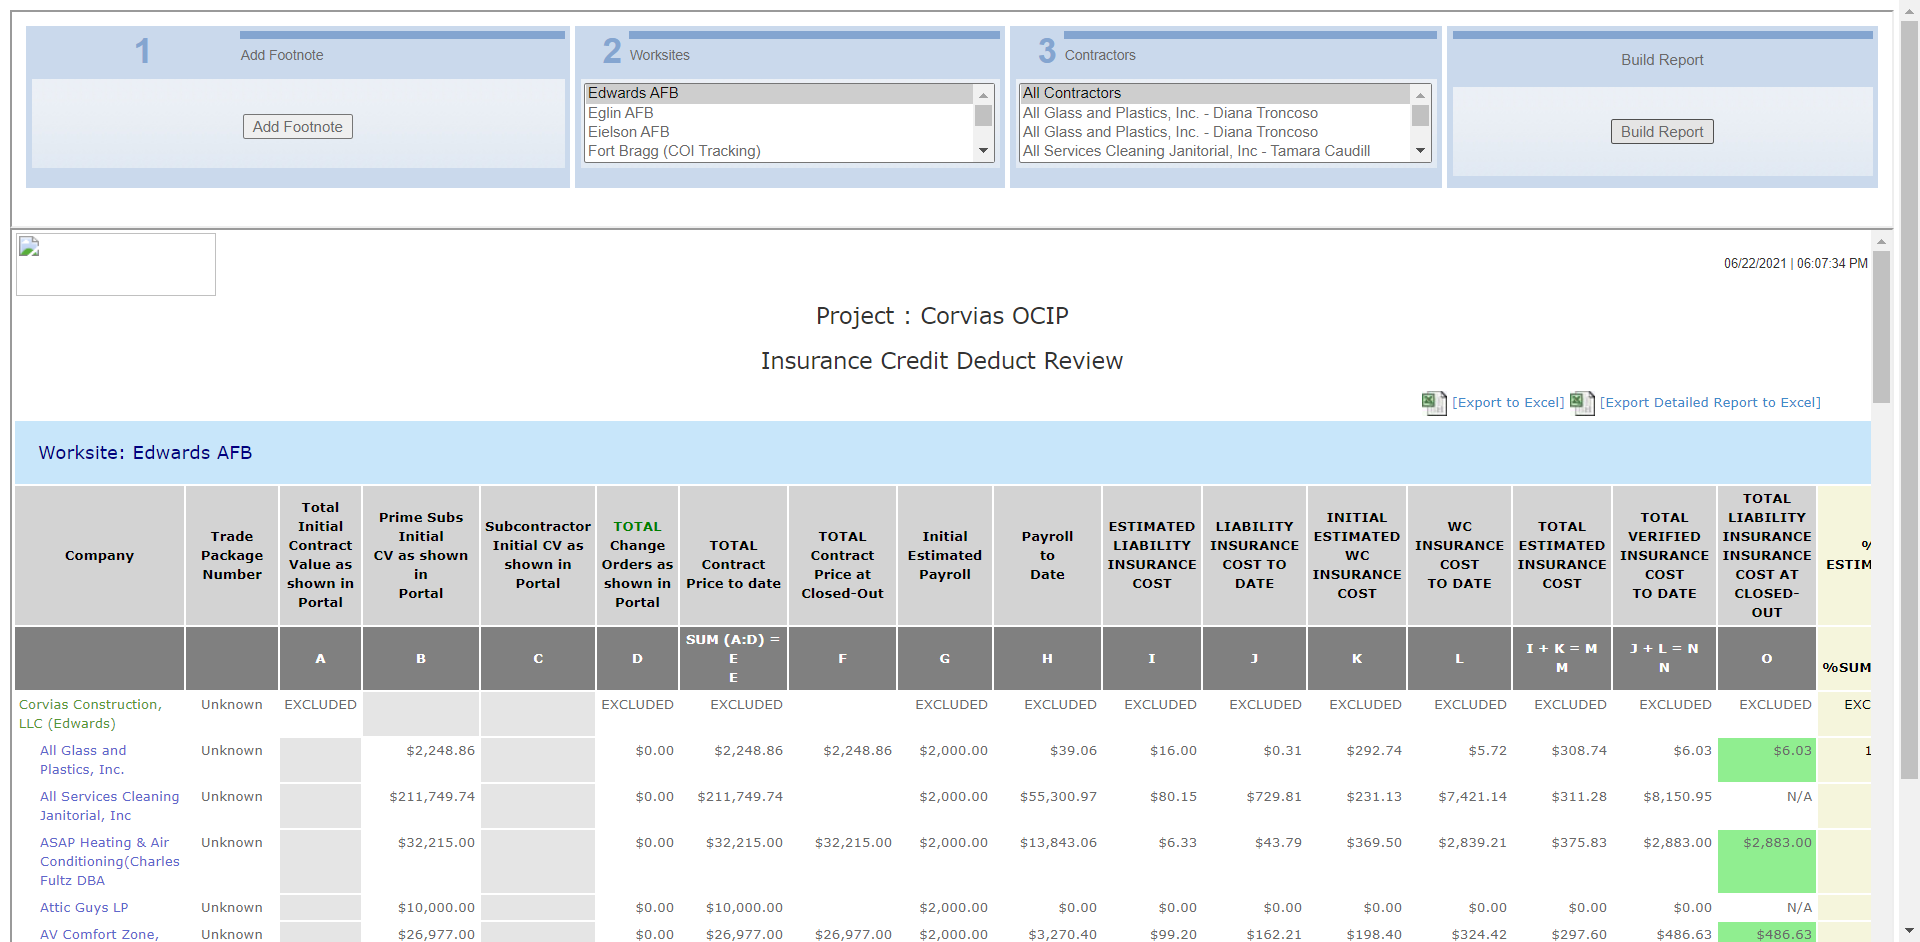 1
Add Footnote
Add Footnote
2
Worksites
Edwards AFB
Eglin AFB
Eielson AFB
Fort Bragg (COI Tracking)
3
Contractors
All Contractors
All Glass and Plastics, Inc. - Diana Troncoso
All Glass and Plastics, Inc. - Diana Troncoso
All Services Cleaning Janitorial, Inc - Tamara Caudill
Build Report
Build Report
06/22/2021 | 06:07:34 PM
Project : Corvias OCIP
Insurance Credit Deduct Review
[Export to Excel] [Export Detailed Report to Excel]
Worksite: Edwards AFB
Company
Trade
Package
Number
Total
Initial
Contract
Value as
shown in
Portal
Prime Subs
Initial
CV as shown
in
Portal
Subcontractor
Initial CV as
shown in
Portal
TOTAL
Change
Orders as
shown in
Portal
TOTAL
Contract
Price to date
TOTAL
Contract
Price at
Closed-Out
Initial
Estimated
Payroll
Payroll
to
Date
ESTIMATED
LIABILITY
INSURANCE
COST
LIABILITY
INSURANCE
COST TO
DATE
INITIAL
ESTIMATED
WC
INSURANCE
COST
WC
INSURANCE
COST
TO DATE
TOTAL
ESTIMATED
INSURANCE
COST
TOTAL
VERIFIED
INSURANCE
COST
TO DATE
TOTAL
LIABILITY
INSURANCE
INSURANCE
COST AT
CLOSED-
OUT
%
ESTIM
A
B
C
D
SUM (A:D) =
E
E
F
G
H
I
J
K
L
I + K = M
M
J + L = N
N
O
%SUM
Corvias Construction, Unknown EXCLUDED EXCLUDED EXCLUDED EXCLUDED EXCLUDED EXCLUDED EXCLUDED EXCLUDED EXCLUDED EXCLUDED EXCLUDED EXCLUDED EXC
LLC (Edwards)
All Glass and Unknown $2,248.86 $0.00 $2,248.86 $2,248.86 $2,000.00 $39.06 $16.00 $0.31 $292.74 $5.72 $308.74 $6.03 $6.03 1
Plastics, Inc.
All Services Cleaning Unknown $211,749.74 $0.00 $211,749.74 $2,000.00 $55,300.97 $80.15 $729.81 $231.13 $7,421.14 $311.28 $8,150.95 N/A
Janitorial, Inc
ASAP Heating & Air Unknown $32,215.00 $0.00 $32,215.00 $32,215.00 $2,000.00 $13,843.06 $6.33 $43.79 $369.50 $2,839.21 $375.83 $2,883.00 $2,883.00
Conditioning(Charles
Fultz DBA
Attic Guys LP Unknown $10,000.00 $0.00 $10,000.00 $2,000.00 $0.00 $0.00 $0.00 $0.00 $0.00 $0.00 $0.00 N/A
AV Comfort Zone, Unknown $26,977.00 $0.00 $26,977.00 $26,977.00 $2,000.00 $3,270.40 $99.20 $162.21 $198.40 $324.42 $297.60 $486.63 $486.63